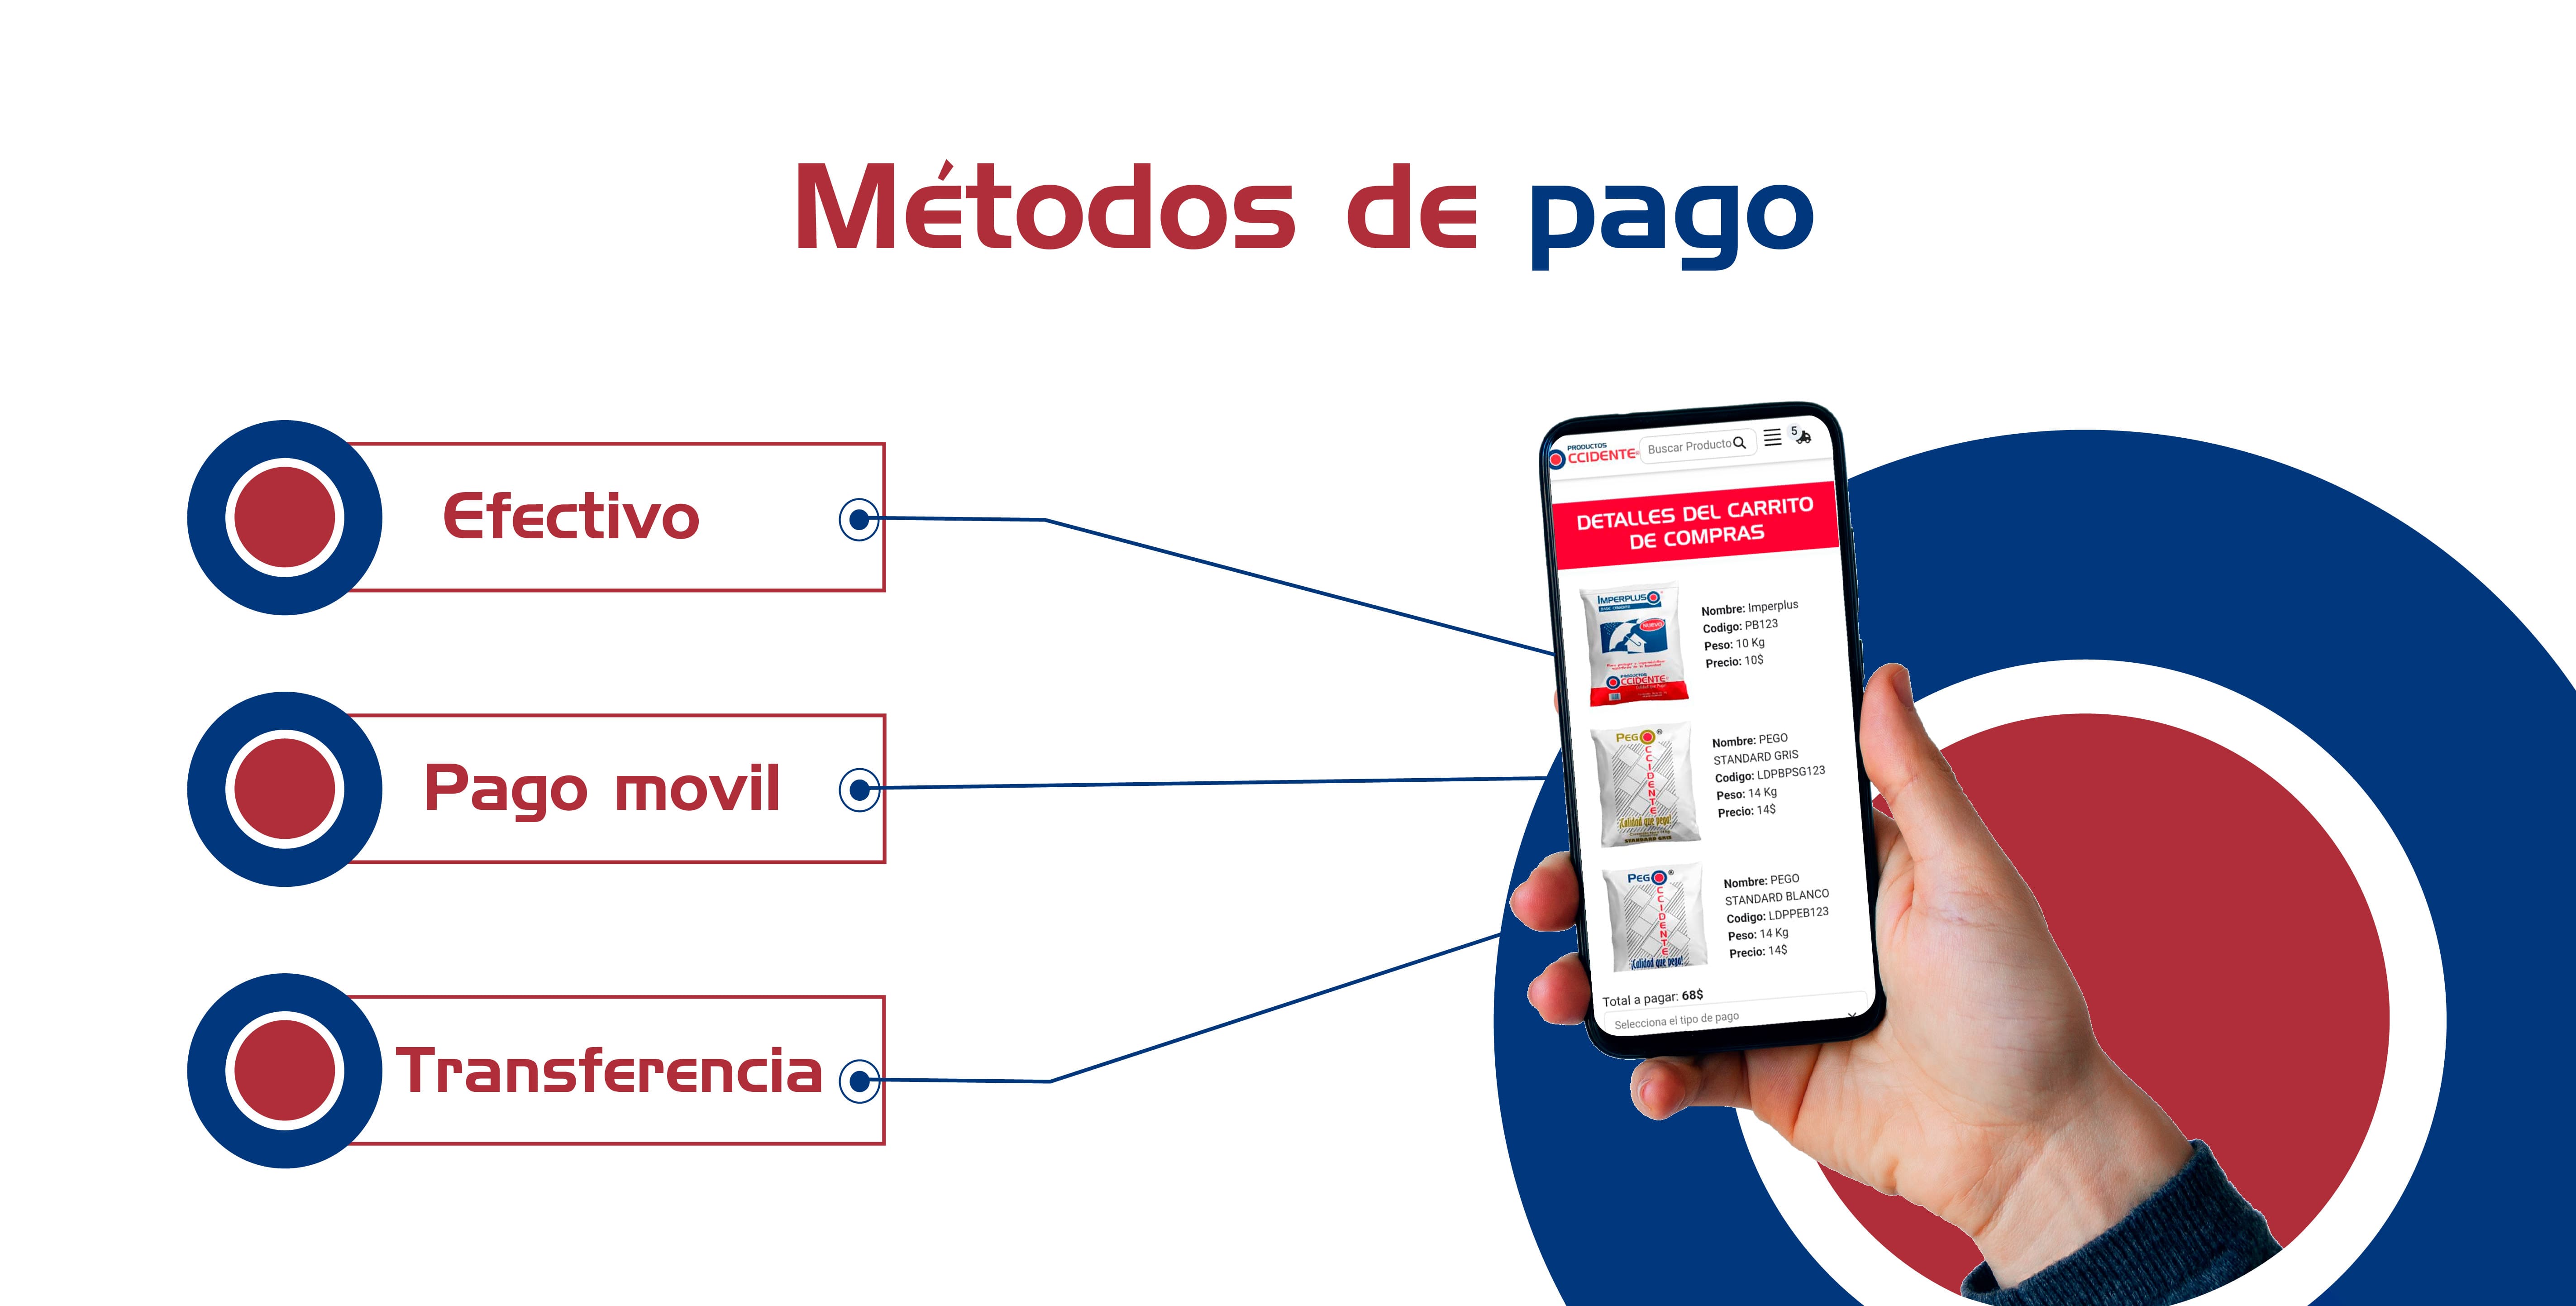 Métodos de pago
Efectivo
Pago movil
Transferencia
PRODUCTOS
CCIDENTE
Buscar Producto
5
DETALLES DEL CARRITO
DE COMPRAS
IMPERPLUS
NUEVO
PRODUCTOS
CCIDENTE
Nombre: Imperplus
Codigo: PB123
Peso: 10 Kg
Precio: 10$
PEGO®
CCIDENTE
¡Calidad que pega!
STANDARD GRIS
Nombre: PEGO
STANDARD GRIS
Codigo: LDPBPSG123
Peso: 14 Kg
Precio: 14$
PEGO®
CCIDENTE
¡Calidad que pega!
Nombre: PEGO
STANDARD BLANCO
Codigo: LDPPEB123
Peso: 14 Kg
Precio: 14$
Total a pagar: 68$
Selecciona el tipo de pago